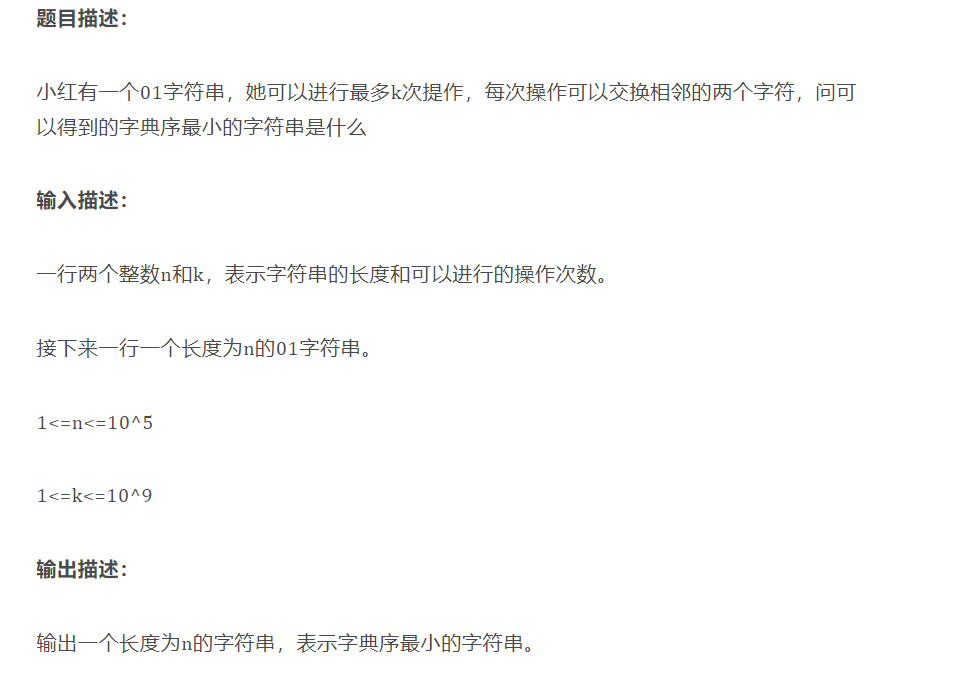 题目描述：
小红有一个01字符串，她可以进行最多k次提作，每次操作可以交换相邻的两个字符，问可
以得到的字典序最小的字符串是什么
输入描述：
一行两个整数n和k，表示字符串的长度和可以进行的操作次数。
接下来一行一个长度为n的01字符串。
1<=n<=10^5
1<=k<=10^9
输出描述：
输出一个长度为n的字符串，表示字典序最小的字符串。